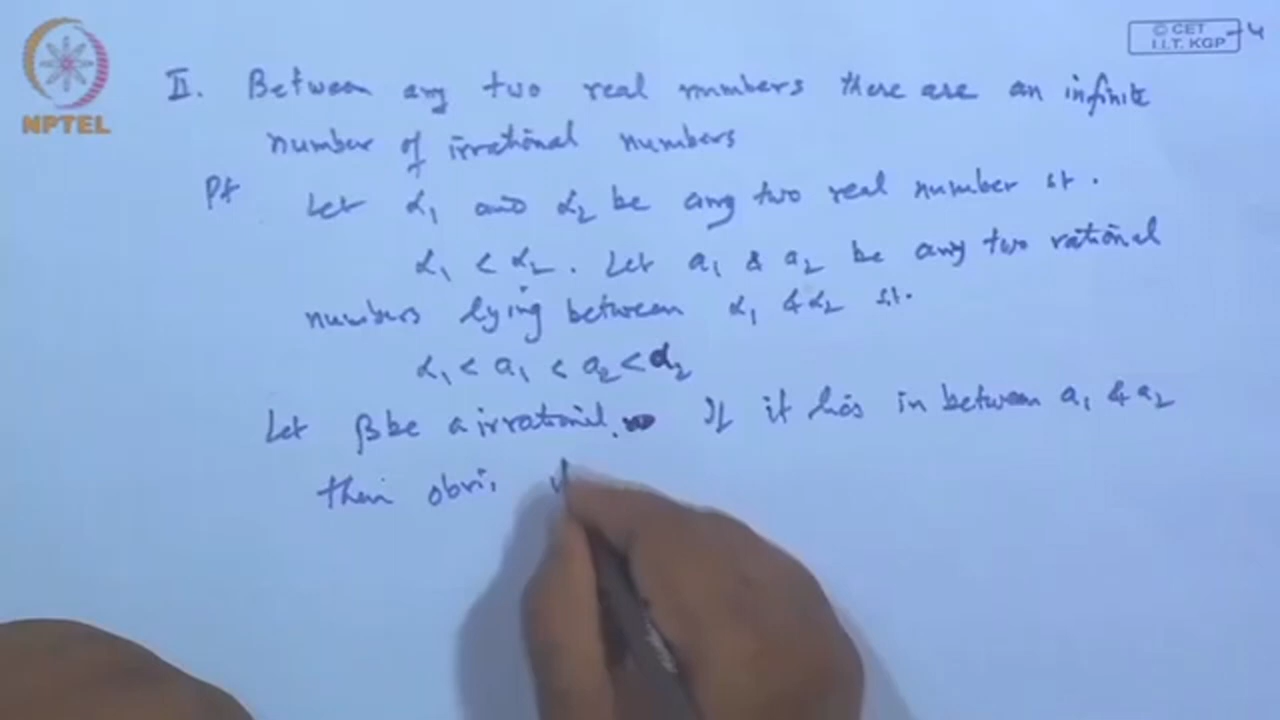 NPTEL
© CET
I.I.T. KGP
II. Between any two real numbers there are an infinite
number of irrational numbers
Pf Let α₁ and α₂ be any two real number st.
α₁ < α₂. Let a₁ & a₂ be any two rational
numbers lying between α₁ & α₂ st.
α₁ < a₁ < a₂ < α₂
Let β be a irrational. If it lies in between a₁ & a₂
then obvi,